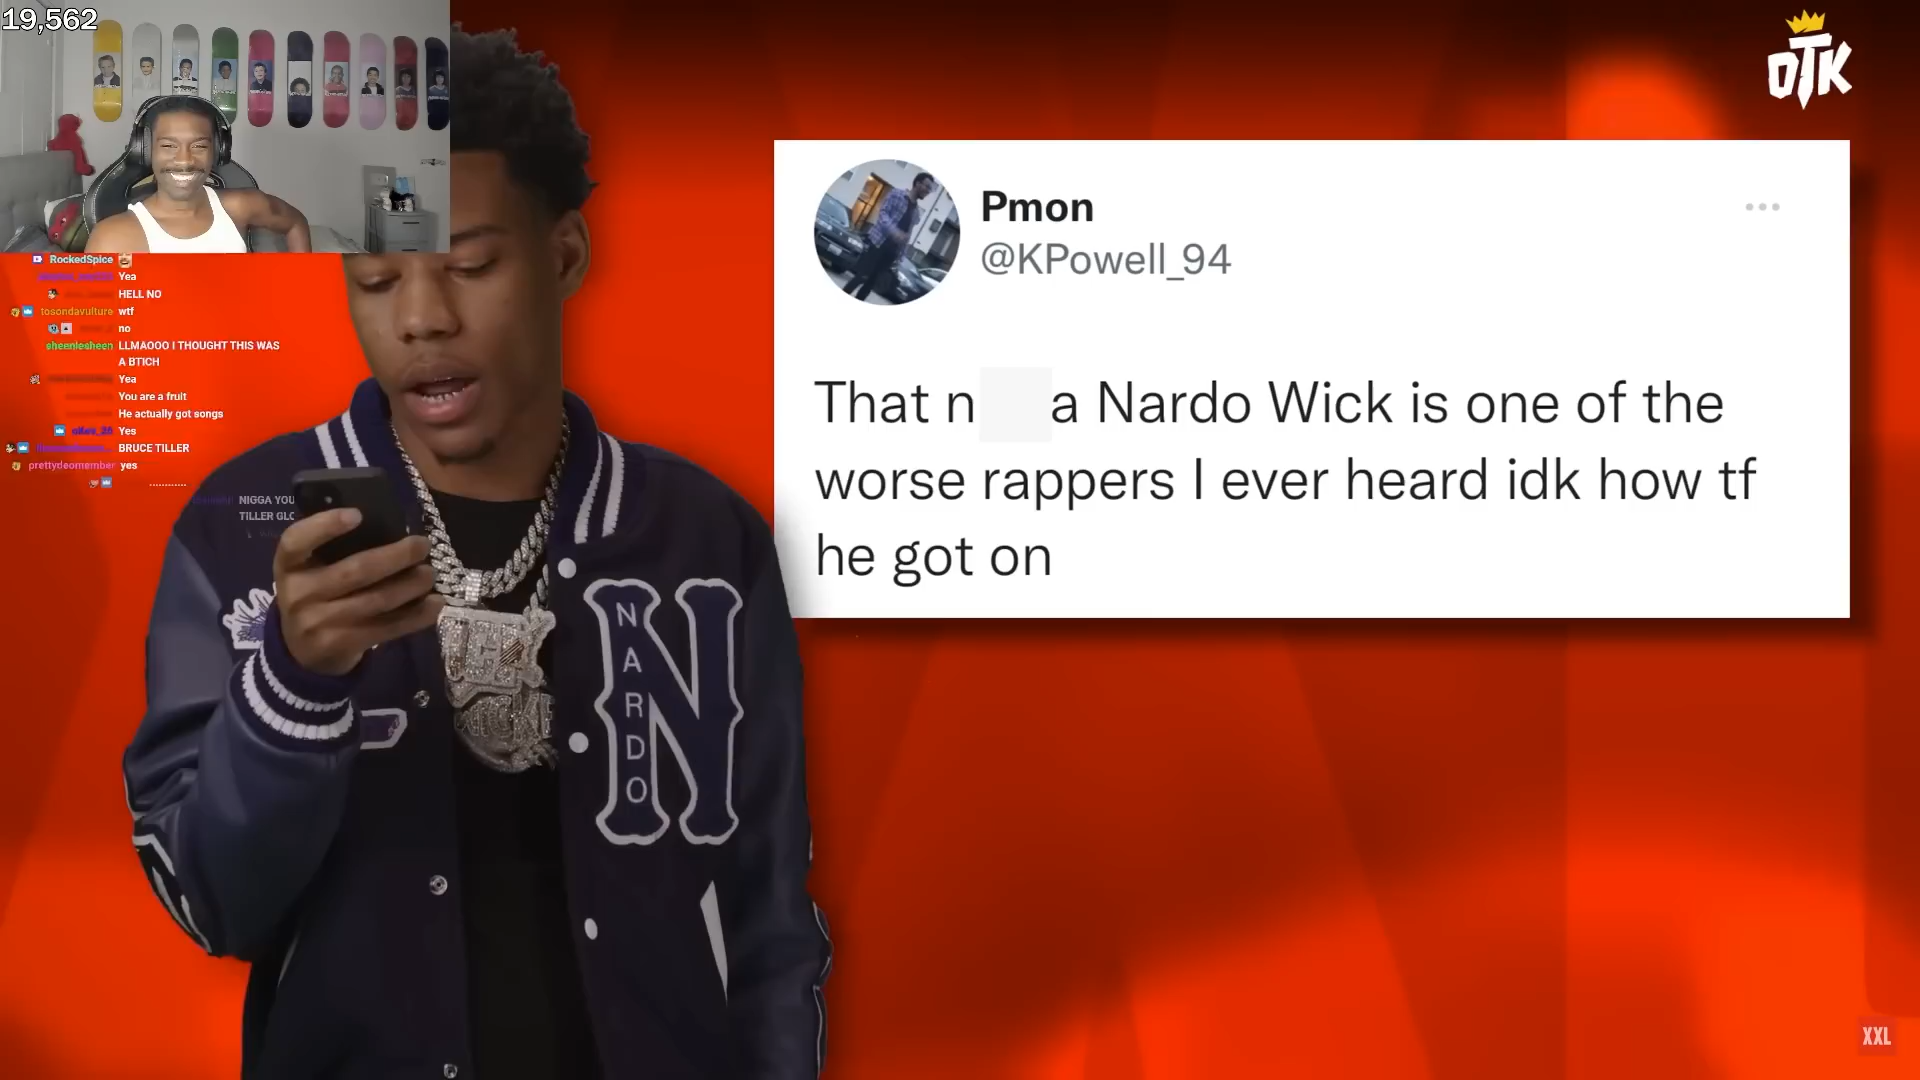 19,562
OTK
Pmon
@KPowell_94
That n a Nardo Wick is one of the
worse rappers I ever heard idk how tf
he got on
RockedSpice
Yea
HELL NO
tosondavulture wtf
no
sheenlesheen LLMAOOO I THOUGHT THIS WAS
A BTICH
Yea
You are a fruit
He actually got songs
Yes
BRUCE TILLER
prettydeomember yes
............
NIGGA YOU
TILLER GLO
NARDO
N
XXL